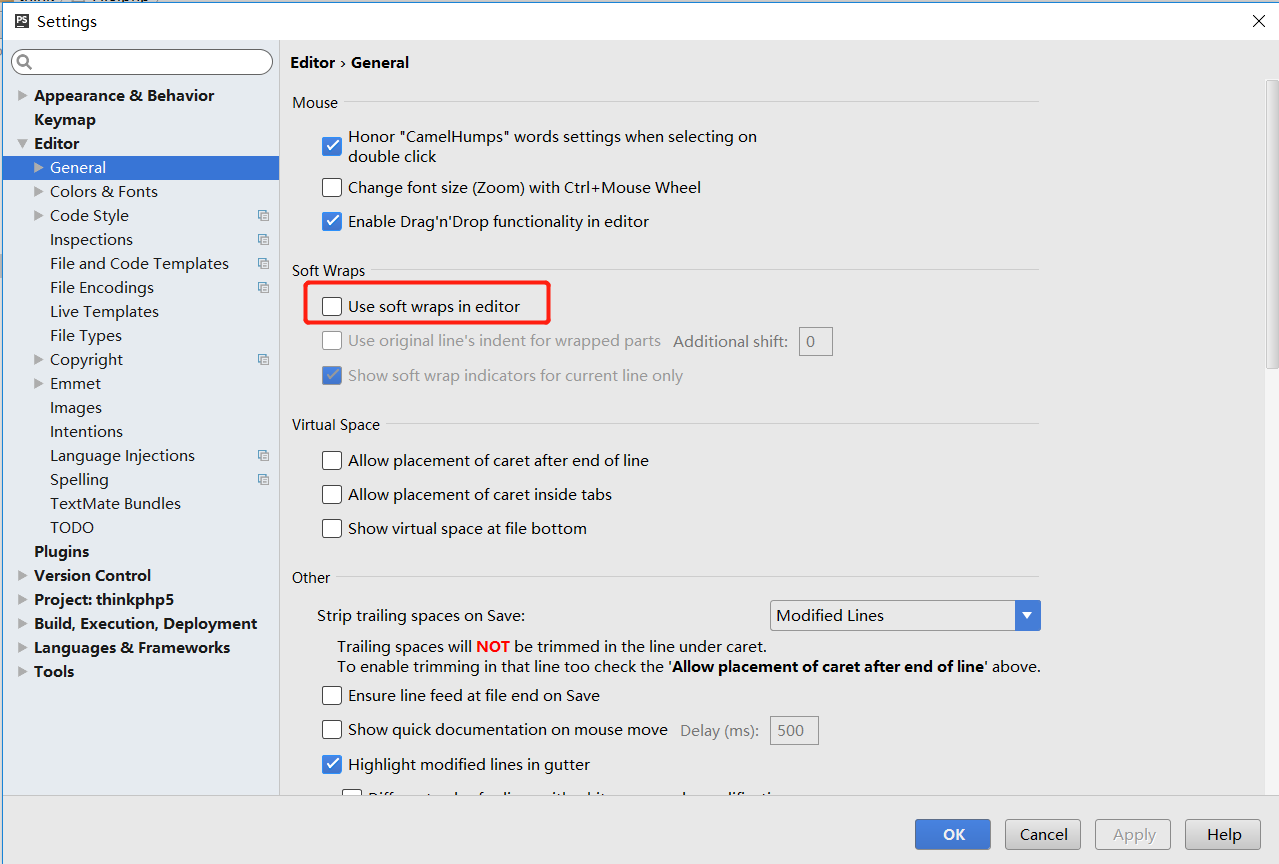 PS Settings
Editor › General
Appearance & Behavior
Keymap
Editor
General
Colors & Fonts
Code Style
Inspections
File and Code Templates
File Encodings
Live Templates
File Types
Copyright
Emmet
Images
Intentions
Language Injections
Spelling
TextMate Bundles
TODO
Plugins
Version Control
Project: thinkphp5
Build, Execution, Deployment
Languages & Frameworks
Tools
Mouse
Honor "CamelHumps" words settings when selecting on
double click
Change font size (Zoom) with Ctrl+Mouse Wheel
Enable Drag'n'Drop functionality in editor
Soft Wraps
Use soft wraps in editor
Use original line's indent for wrapped parts Additional shift: 0
Show soft wrap indicators for current line only
Virtual Space
Allow placement of caret after end of line
Allow placement of caret inside tabs
Show virtual space at file bottom
Other
Strip trailing spaces on Save: Modified Lines
Trailing spaces will NOT be trimmed in the line under caret.
To enable trimming in that line too check the 'Allow placement of caret after end of line' above.
Ensure line feed at file end on Save
Show quick documentation on mouse move Delay (ms): 500
Highlight modified lines in gutter
OK Cancel Apply Help